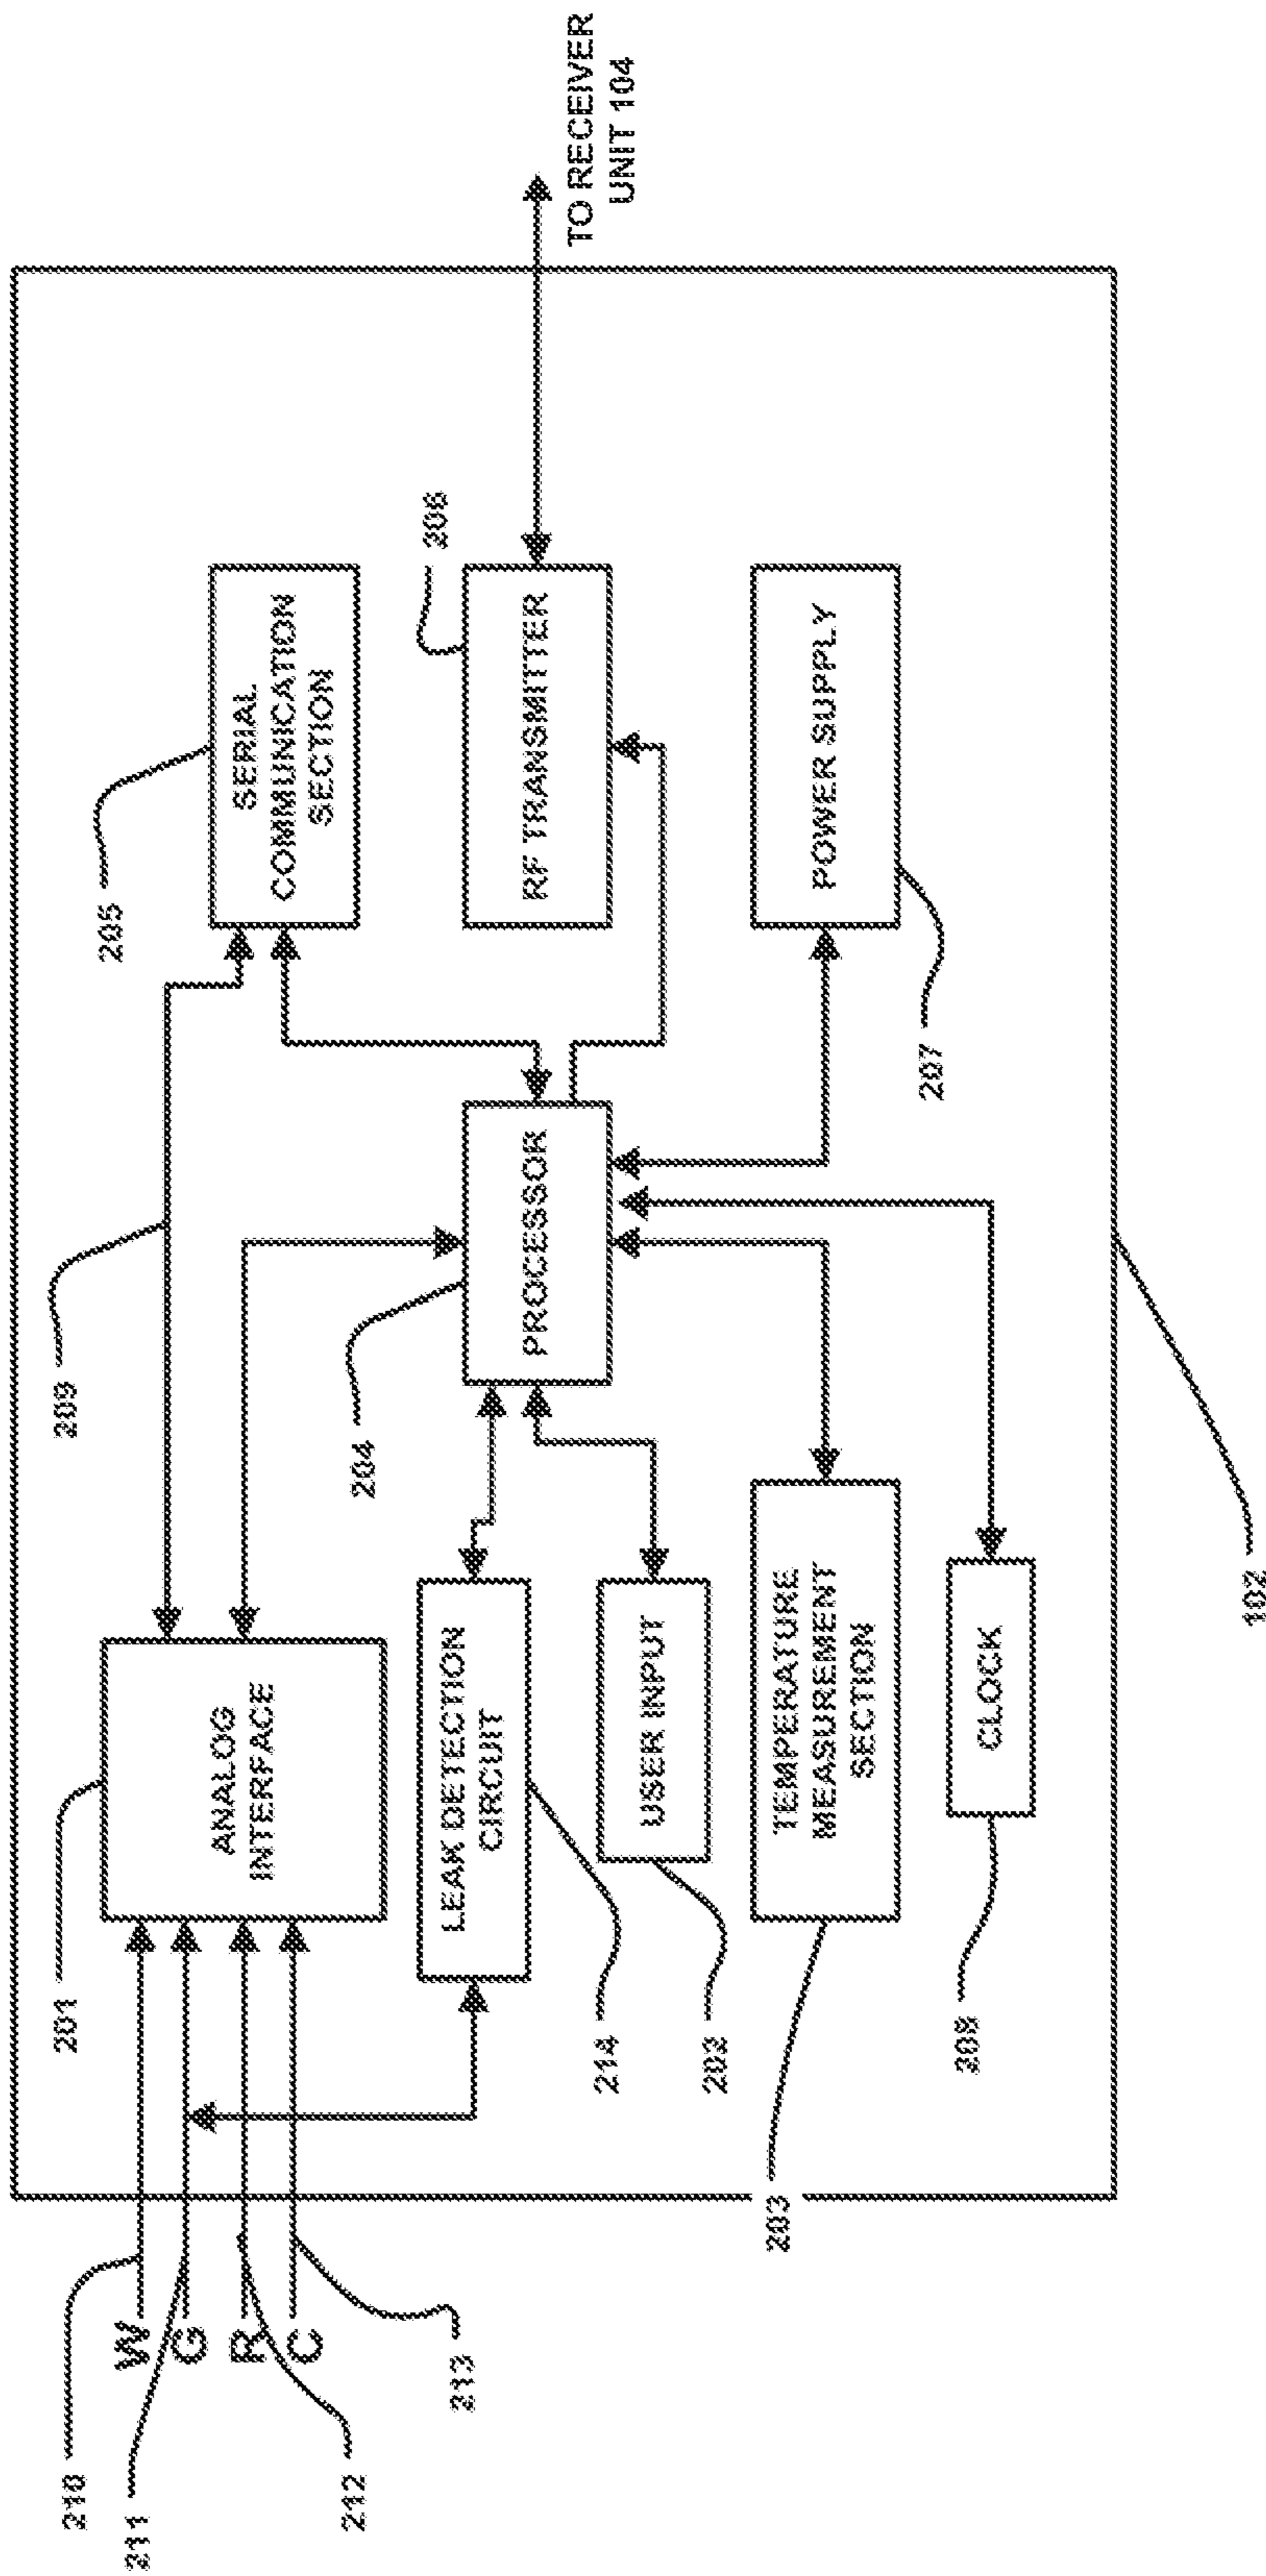 210
W
211
G
212
R
213
C
201
ANALOG
INTERFACE
209
205
SERIAL
COMMUNICATION
SECTION
LEAK DETECTION
CIRCUIT
214
204
PROCESSOR
206
RF TRANSMITTER
TO RECEIVER
UNIT 104
USER INPUT
202
TEMPERATURE
MEASUREMENT
SECTION
203
POWER SUPPLY
207
CLOCK
208
102